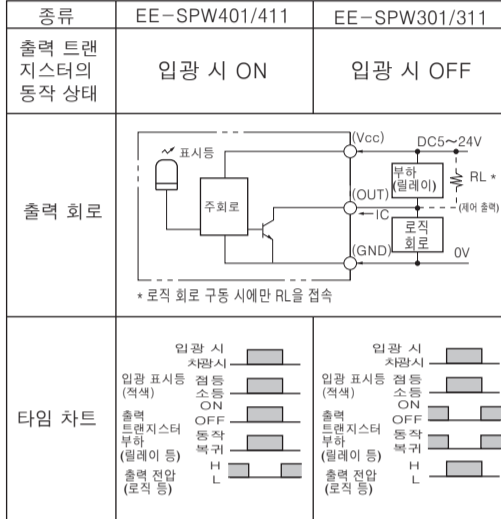 종류
EE-SPW401/411
EE-SPW301/311
출력 트랜
지스터의
동작 상태
입광 시 ON
입광 시 OFF
출력 회로
표시등
주회로
(Vcc)
DC5~24V
부하
(릴레이)
RL *
(OUT)
IC
(제어 출력)
로직
회로
(GND)
0V
* 로직 회로 구동 시에만 RL을 접속
타임 차트
입광 시
차광시
입광 표시등
(적색)
점등
소등
출력
트랜지스터
ON
OFF
부하
(릴레이 등)
동작
복귀
출력 전압
(로직 등)
H
L
입광 시
차광시
입광 표시등
(적색)
점등
소등
출력
트랜지스터
ON
OFF
부하
(릴레이 등)
동작
복귀
출력 전압
(로직 등)
H
L